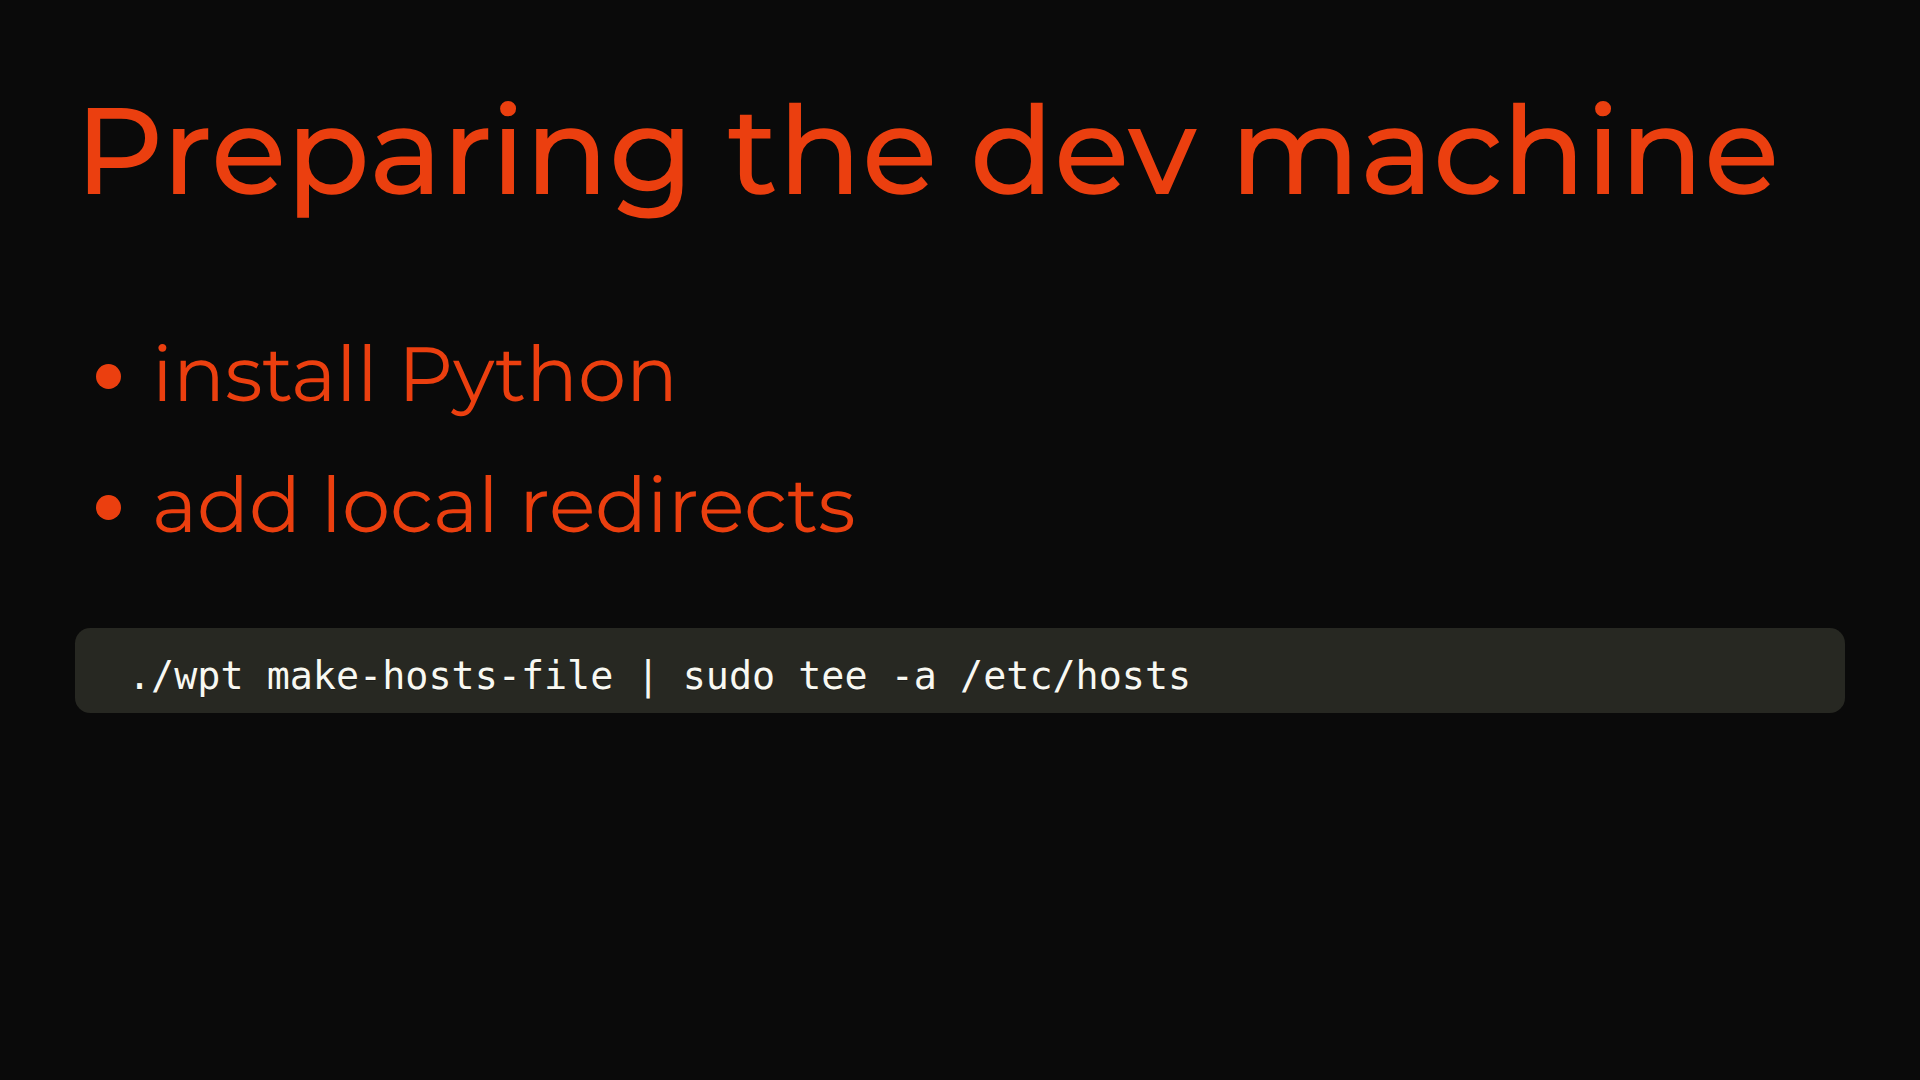 Preparing the dev machine
• install Python
• add local redirects
./wpt make-hosts-file | sudo tee -a /etc/hosts